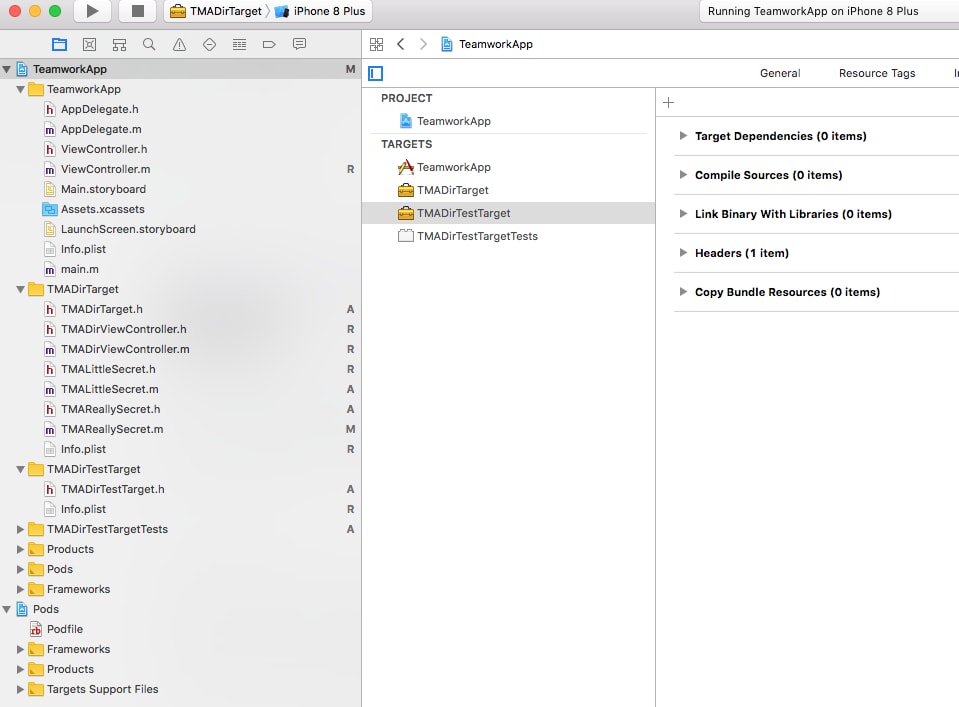 TMADirTarget iPhone 8 Plus
Running TeamworkApp on iPhone 8 Plus
TeamworkApp M
TeamworkApp
AppDelegate.h
AppDelegate.m
ViewController.h
ViewController.m R
Main.storyboard
Assets.xcassets
LaunchScreen.storyboard
Info.plist
main.m
TMADirTarget
TMADirTarget.h A
TMADirViewController.h R
TMADirViewController.m R
TMALittleSecret.h R
TMALittleSecret.m A
TMAReallySecret.h A
TMAReallySecret.m M
Info.plist R
TMADirTestTarget
TMADirTestTarget.h A
Info.plist R
TMADirTestTargetTests A
Products
Pods
Frameworks
Pods
Podfile
Frameworks
Products
Targets Support Files
TeamworkApp
General Resource Tags
PROJECT
TeamworkApp
TARGETS
TeamworkApp
TMADirTarget
TMADirTestTarget
TMADirTestTargetTests
Target Dependencies (0 items)
Compile Sources (0 items)
Link Binary With Libraries (0 items)
Headers (1 item)
Copy Bundle Resources (0 items)